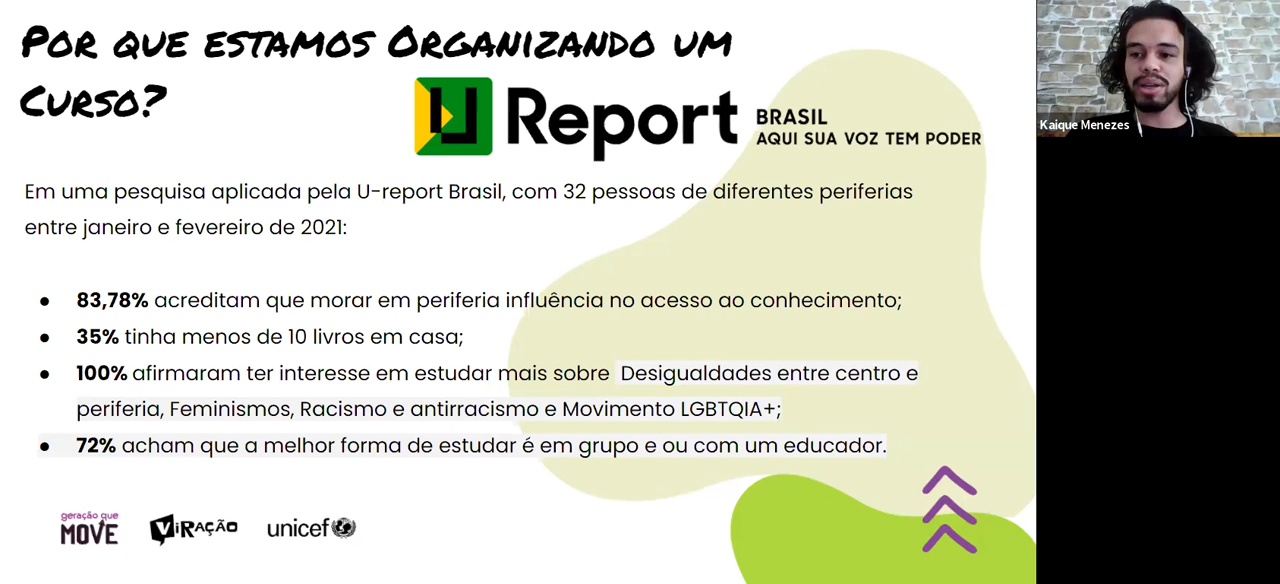 Por que estamos Organizando um
Curso?
U Report
BRASIL
AQUI SUA VOZ TEM PODER
Kaique Menezes
Em uma pesquisa aplicada pela U-report Brasil, com 32 pessoas de diferentes periferias
entre janeiro e fevereiro de 2021:
● 83,78% acreditam que morar em periferia influência no acesso ao conhecimento;
● 35% tinha menos de 10 livros em casa;
● 100% afirmaram ter interesse em estudar mais sobre Desigualdades entre centro e
periferia, Feminismos, Racismo e antirracismo e Movimento LGBTQIA+;
● 72% acham que a melhor forma de estudar é em grupo e ou com um educador.
geração que
MOVE
ViRAÇÃO
unicef